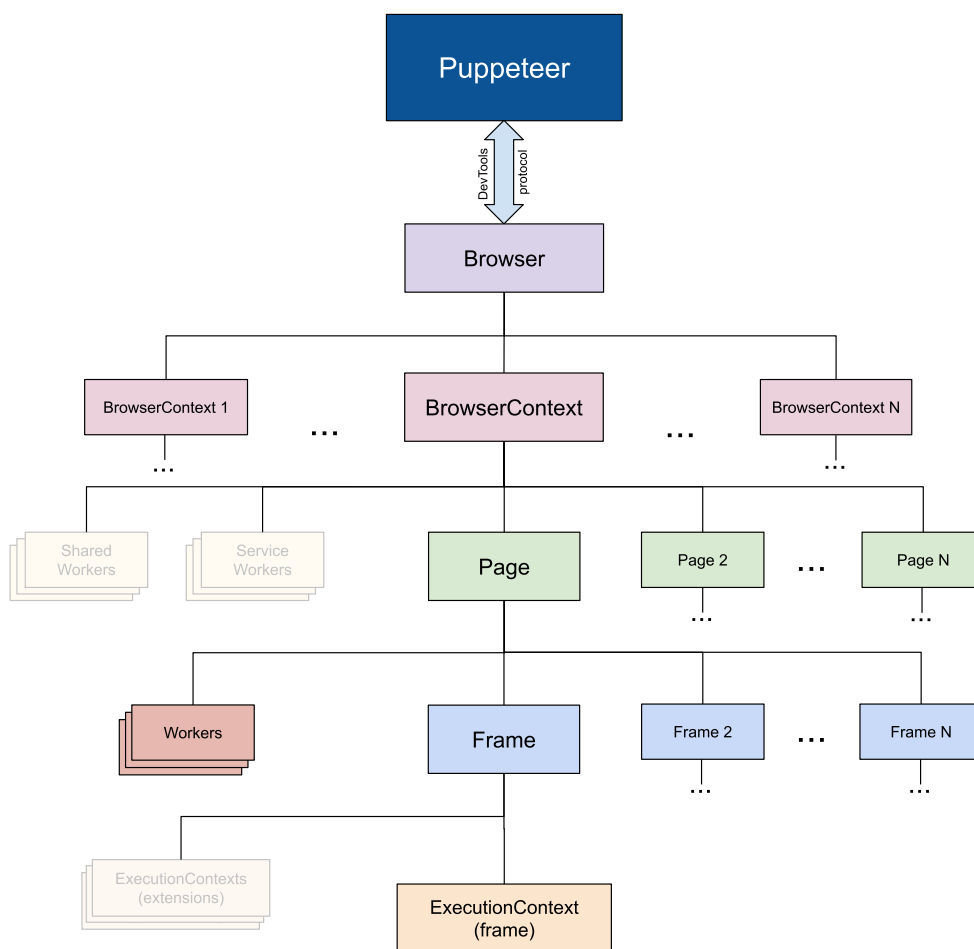 Puppeteer
DevTools
protocol
Browser
BrowserContext 1
...
BrowserContext
...
BrowserContext N
...
...
Shared
Workers
Service
Workers
Page
Page 2
...
Page N
...
...
Workers
Frame
Frame 2
...
Frame N
...
...
ExecutionContexts
(extensions)
ExecutionContext
(frame)